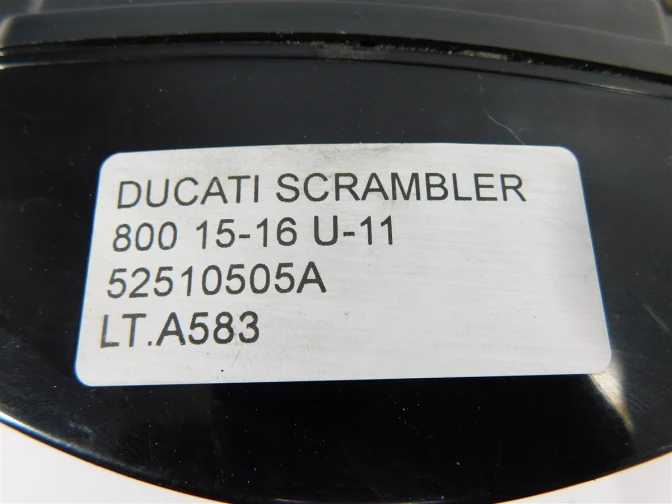 DUCATI SCRAMBLER
800 15-16 U-11
52510505A
LT.A583